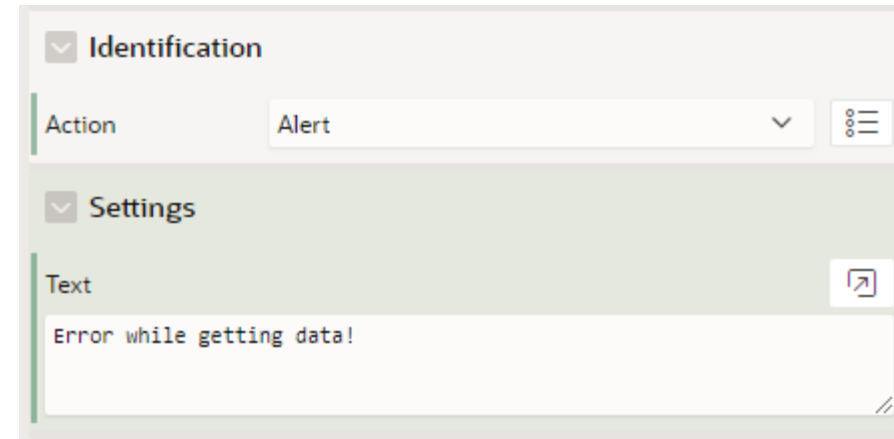 Identification
Action
Alert
Settings
Text
Error while getting data!